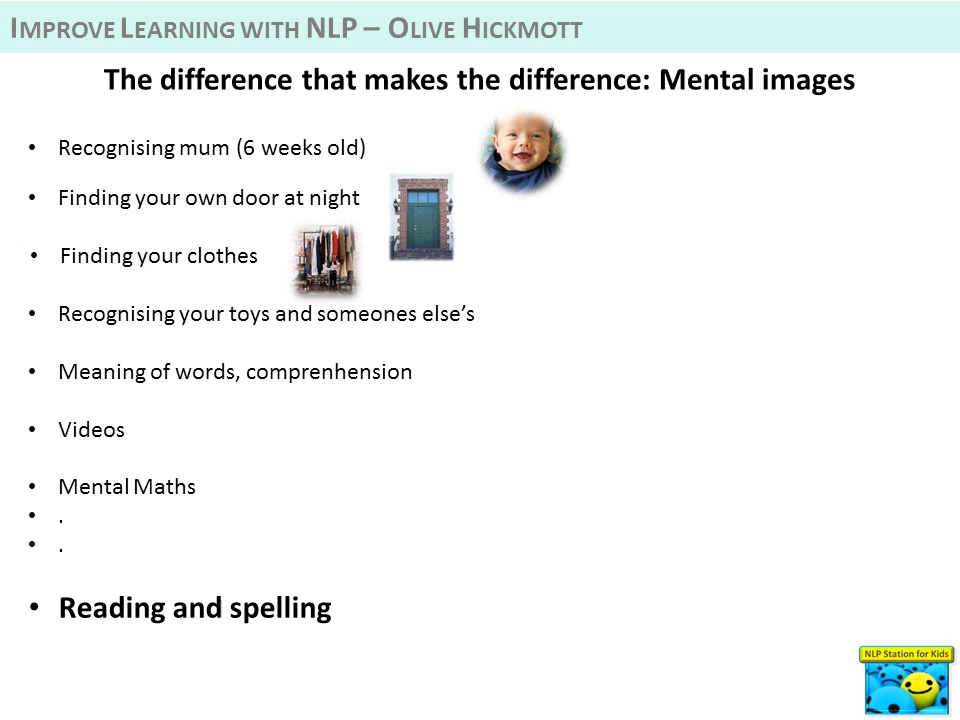 IMPROVE LEARNING WITH NLP – OLIVE HICKMOTT
The difference that makes the difference: Mental images
• Recognising mum (6 weeks old)
• Finding your own door at night
• Finding your clothes
• Recognising your toys and someones else’s
• Meaning of words, comprenhension
• Videos
• Mental Maths
• .
• .
• Reading and spelling
NLP Station for Kids